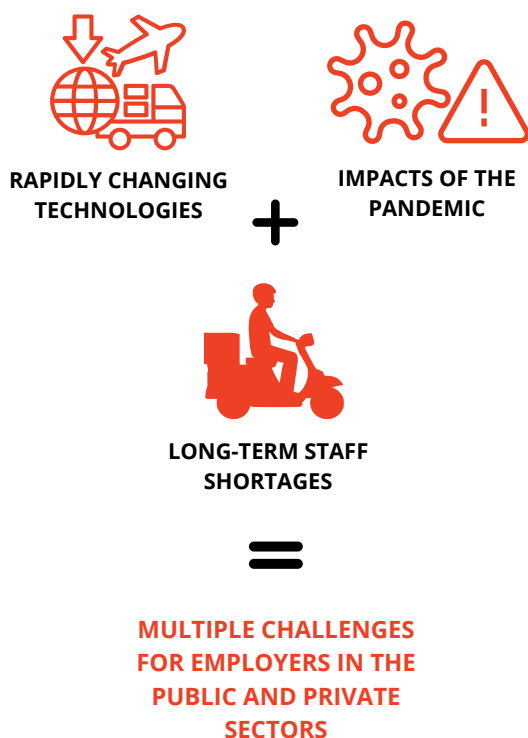 RAPIDLY CHANGING
TECHNOLOGIES
IMPACTS OF THE
PANDEMIC
+
LONG-TERM STAFF
SHORTAGES
=
MULTIPLE CHALLENGES
FOR EMPLOYERS IN THE
PUBLIC AND PRIVATE
SECTORS